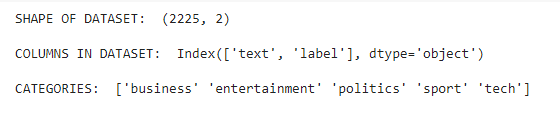 SHAPE OF DATASET:  (2225, 2)
COLUMNS IN DATASET:  Index(['text', 'label'], dtype='object')
CATEGORIES:  ['business' 'entertainment' 'politics' 'sport' 'tech']